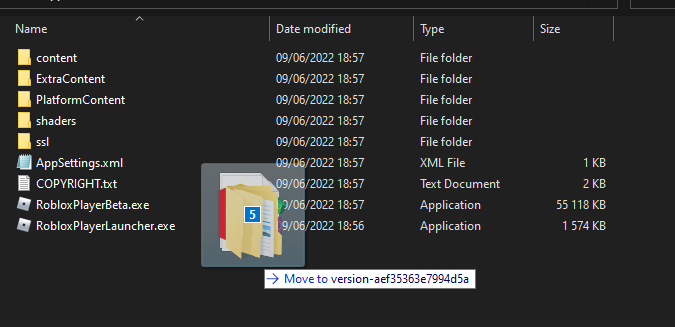 Name Date modified Type Size
content 09/06/2022 18:57 File folder
ExtraContent 09/06/2022 18:57 File folder
PlatformContent 09/06/2022 18:57 File folder
shaders 09/06/2022 18:57 File folder
ssl 09/06/2022 18:57 File folder
AppSettings.xml 09/06/2022 18:57 XML File 1 KB
COPYRIGHT.txt 09/06/2022 18:57 Text Document 2 KB
RobloxPlayerBeta.exe 09/06/2022 18:57 Application 55 118 KB
5
RobloxPlayerLauncher.exe 9/06/2022 18:56 Application 1 574 KB
Move to version-aef35363e7994d5a